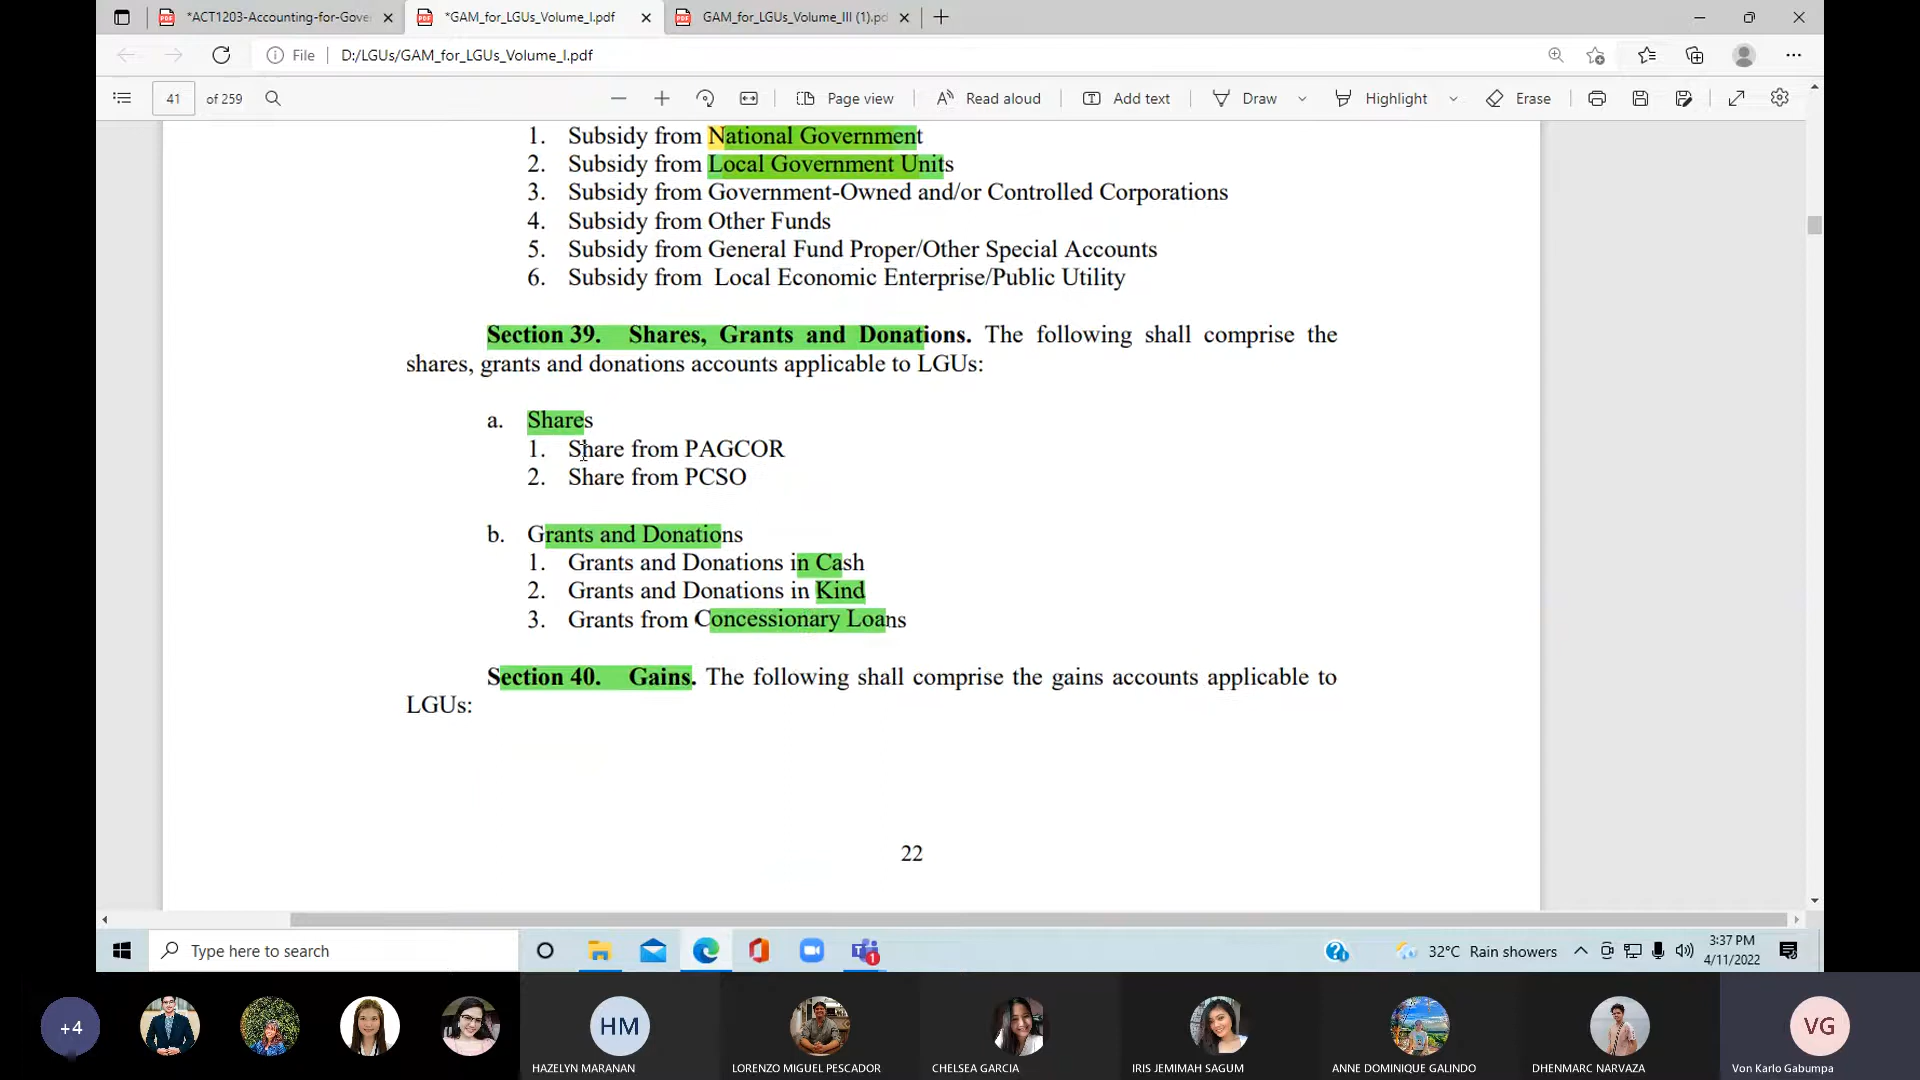 *ACT1203-Accounting-for-Gove
*GAM_for_LGUs_Volume_I.pdf
GAM_for_LGUs_Volume_III (1).pd
File
D:/LGUs/GAM_for_LGUs_Volume_I.pdf
41
of 259
Page view
Read aloud
Add text
Draw
Highlight
Erase
1. Subsidy from National Government
2. Subsidy from Local Government Units
3. Subsidy from Government-Owned and/or Controlled Corporations
4. Subsidy from Other Funds
5. Subsidy from General Fund Proper/Other Special Accounts
6. Subsidy from Local Economic Enterprise/Public Utility
Section 39. Shares, Grants and Donations. The following shall comprise the
shares, grants and donations accounts applicable to LGUs:
a. Shares
1. Share from PAGCOR
2. Share from PCSO
b. Grants and Donations
1. Grants and Donations in Cash
2. Grants and Donations in Kind
3. Grants from Concessionary Loans
Section 40. Gains. The following shall comprise the gains accounts applicable to
LGUs:
22
Type here to search
1
32°C Rain showers
3:37 PM
4/11/2022
+4
HM
VG
HAZELYN MARANAN
LORENZO MIGUEL PESCADOR
CHELSEA GARCIA
IRIS JEMIMAH SAGUM
ANNE DOMINIQUE GALINDO
DHENMARC NARVAZA
Von Karlo Gabumpa